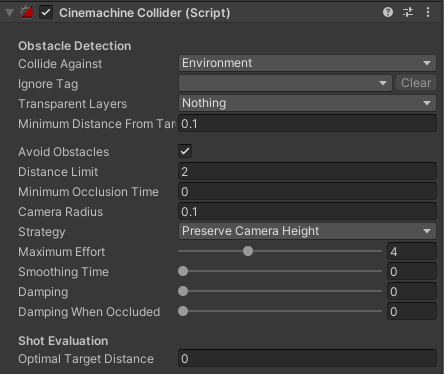 Cinemachine Collider (Script)
Obstacle Detection
Collide Against Environment
Ignore Tag Clear
Transparent Layers Nothing
Minimum Distance From Tar 0.1
Avoid Obstacles
Distance Limit 2
Minimum Occlusion Time 0
Camera Radius 0.1
Strategy Preserve Camera Height
Maximum Effort 4
Smoothing Time 0
Damping 0
Damping When Occluded 0
Shot Evaluation
Optimal Target Distance 0